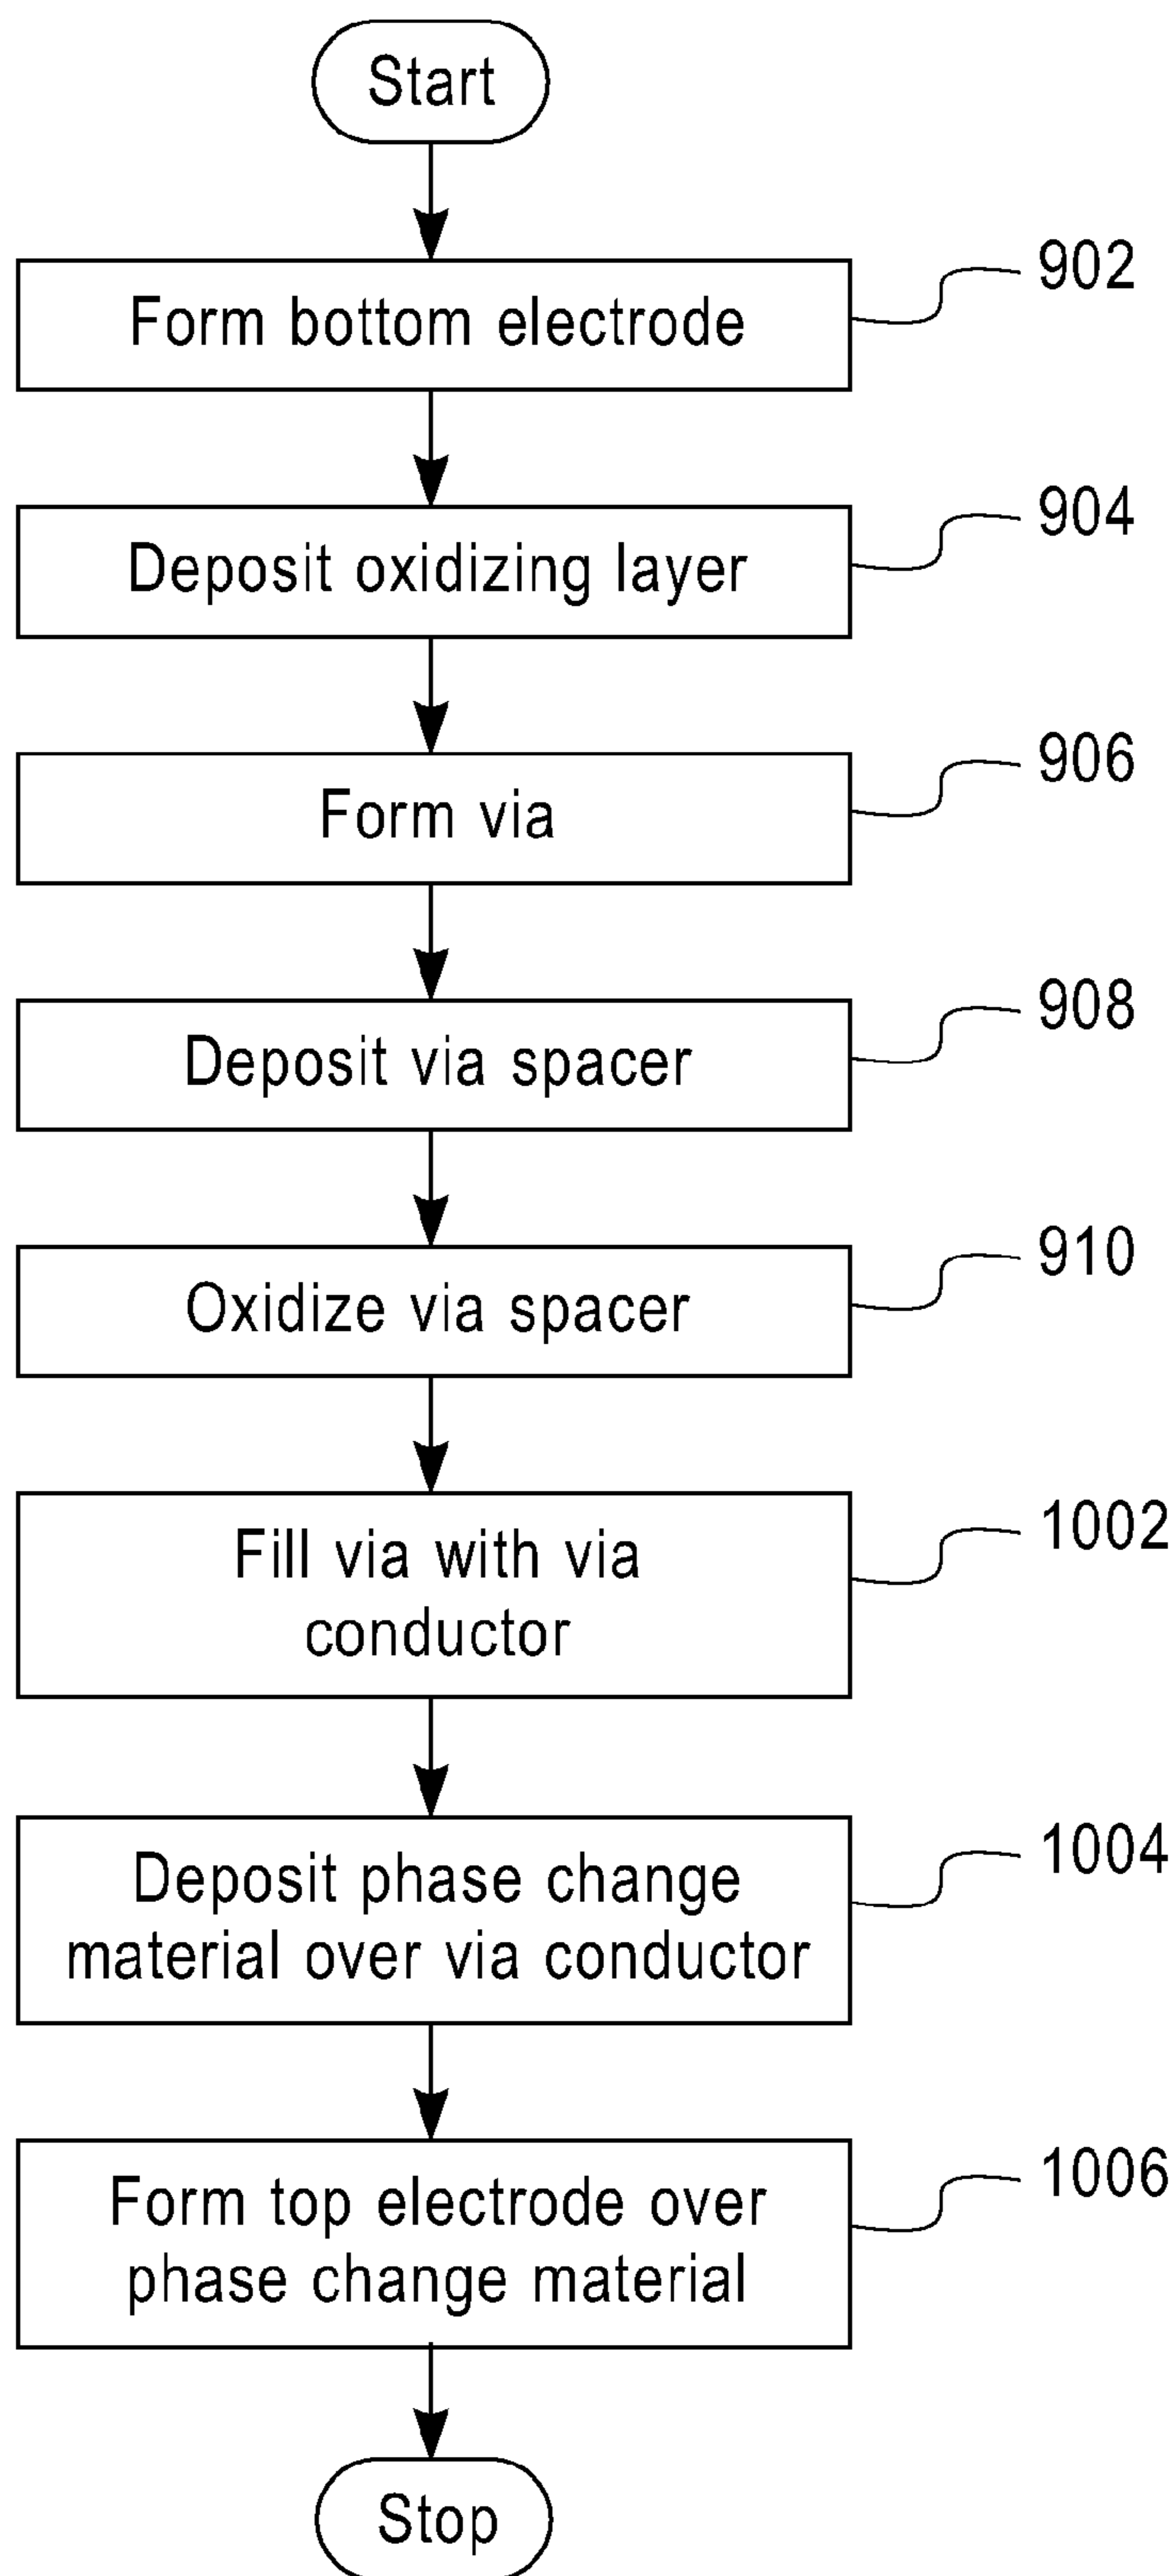 Start
Form bottom electrode
902
Deposit oxidizing layer
904
Form via
906
Deposit via spacer
908
Oxidize via spacer
910
Fill via with via
conductor
1002
Deposit phase change
material over via conductor
1004
Form top electrode over
phase change material
1006
Stop